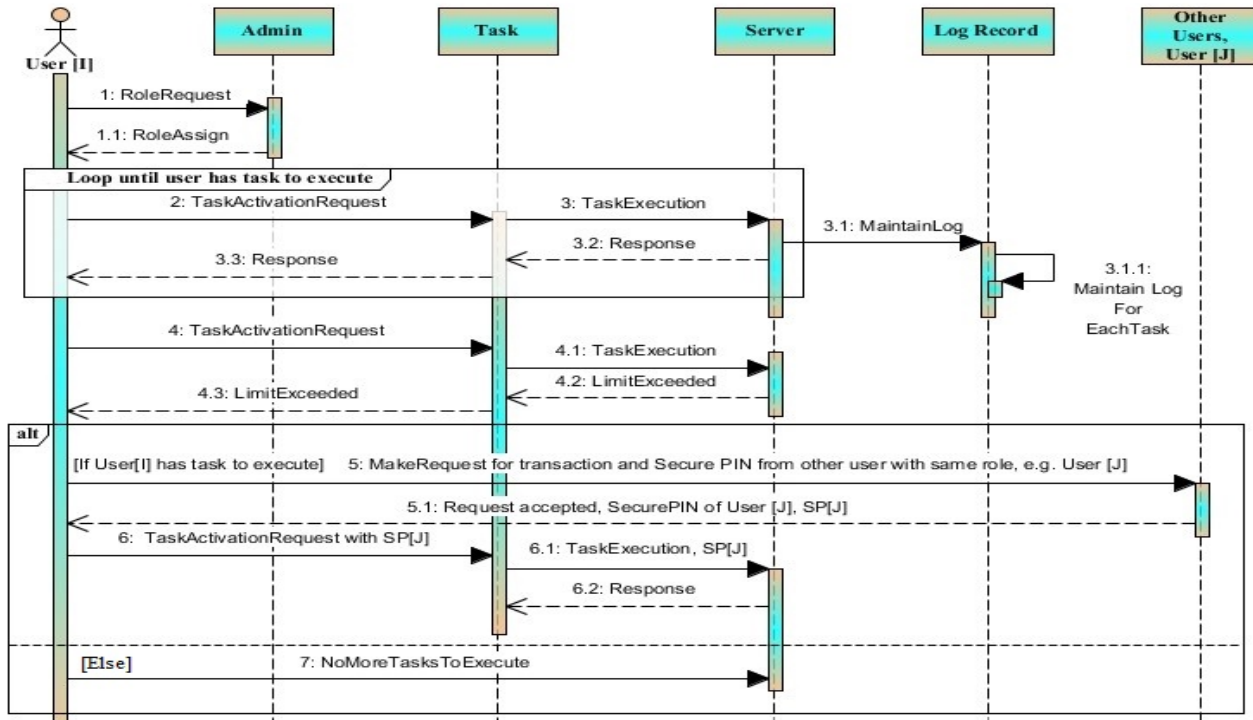 Admin
Task
Server
Log Record
Other
Users,
User [J]
User [I]
1: RoleRequest
1.1: RoleAssign
Loop until user has task to execute
2: TaskActivationRequest
3: TaskExecution
3.1: MaintainLog
3.2: Response
3.3: Response
3.1.1:
Maintain Log
For
EachTask
4: TaskActivationRequest
4.1: TaskExecution
4.2: LimitExceeded
4.3: LimitExceeded
alt
[If User[I] has task to execute]
5: MakeRequest for transaction and Secure PIN from other user with same role, e.g. User [J]
5.1: Request accepted, SecurePIN of User [J], SP[J]
6: TaskActivationRequest with SP[J]
6.1: TaskExecution, SP[J]
6.2: Response
[Else]
7: NoMoreTasksToExecute